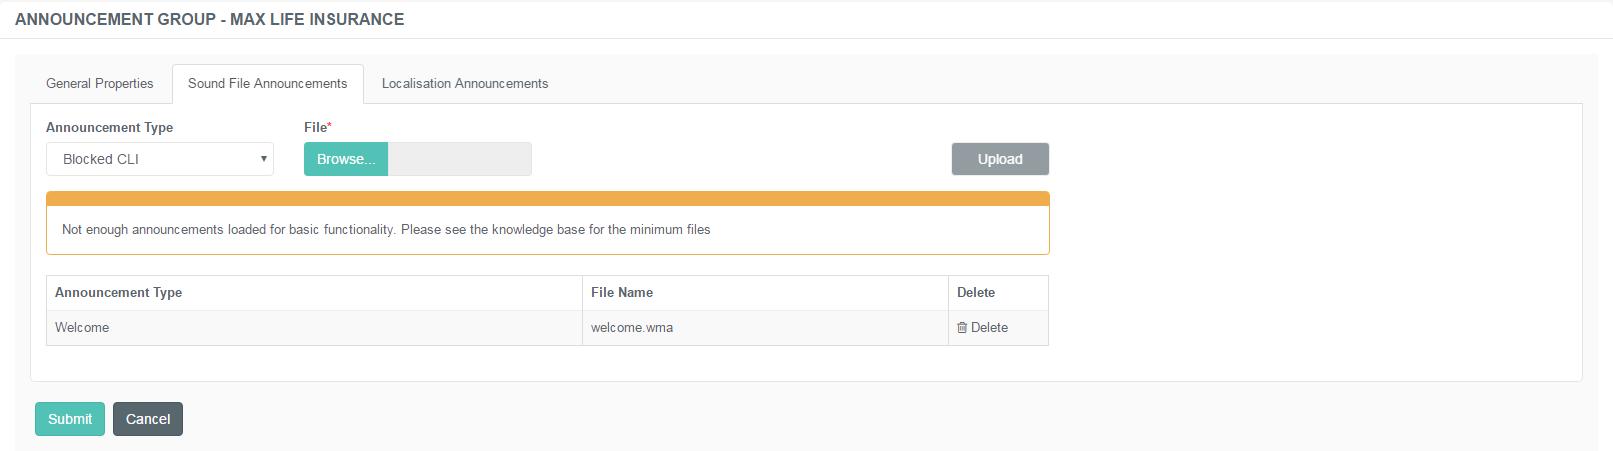 ANNOUNCEMENT GROUP - MAX LIFE INSURANCE
General Properties
Sound File Announcements
Localisation Announcements
Announcement Type
File*
Blocked CLI
Browse...
Upload
Not enough announcements loaded for basic functionality. Please see the knowledge base for the minimum files
Announcement Type
File Name
Delete
Welcome
welcome.wma
Delete
Submit
Cancel